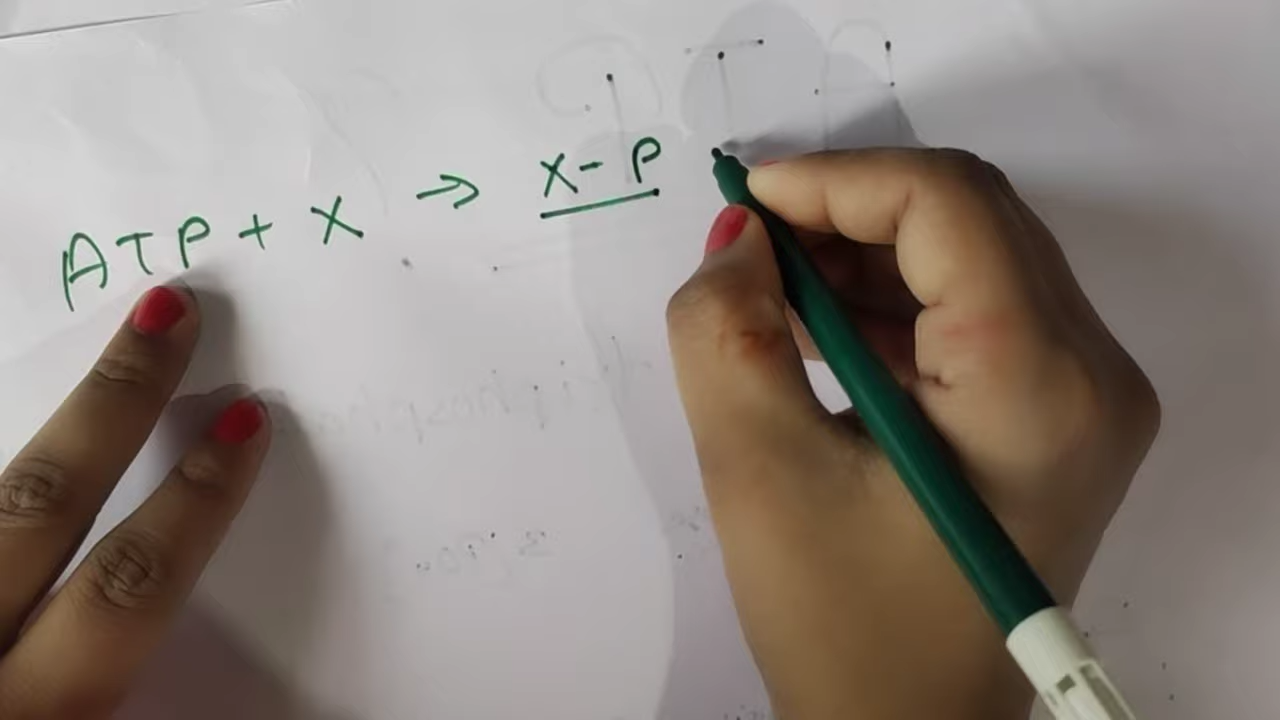 ATP + X → X - P